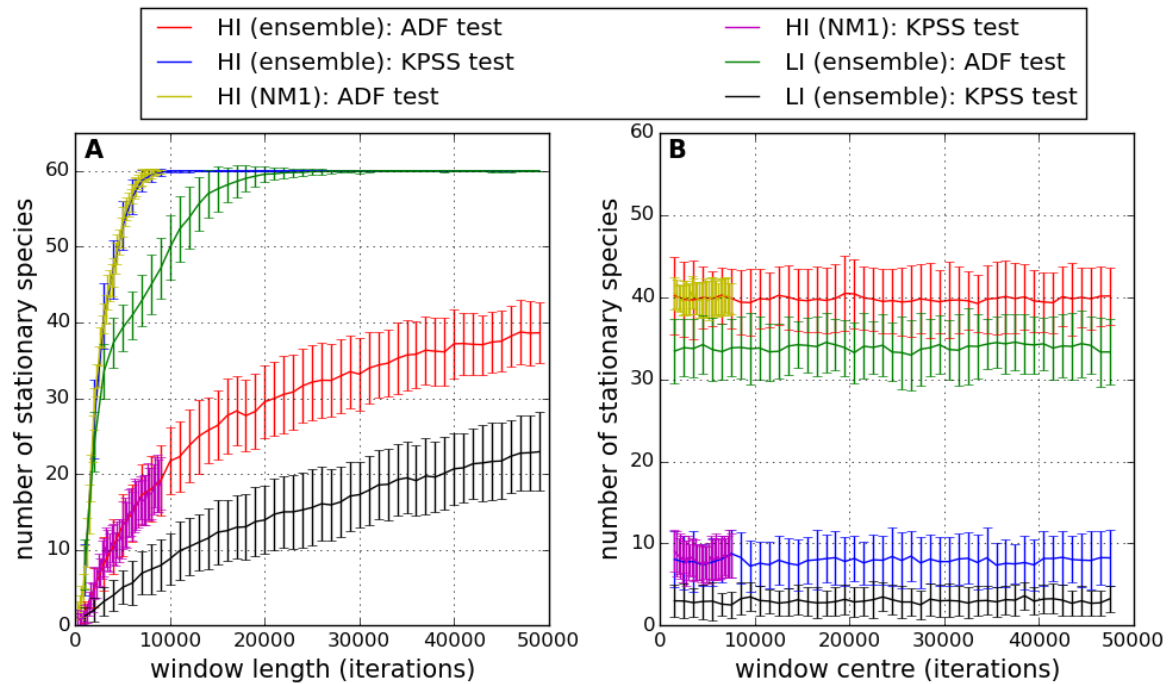 HI (ensemble): ADF test
HI (ensemble): KPSS test
HI (NM1): ADF test
HI (NM1): KPSS test
LI (ensemble): ADF test
LI (ensemble): KPSS test
A
60
50
40
30
20
10
0
0
10000
20000
30000
40000
50000
number of stationary species
window length (iterations)
B
60
50
40
30
20
10
0
0
10000
20000
30000
40000
50000
number of stationary species
window centre (iterations)